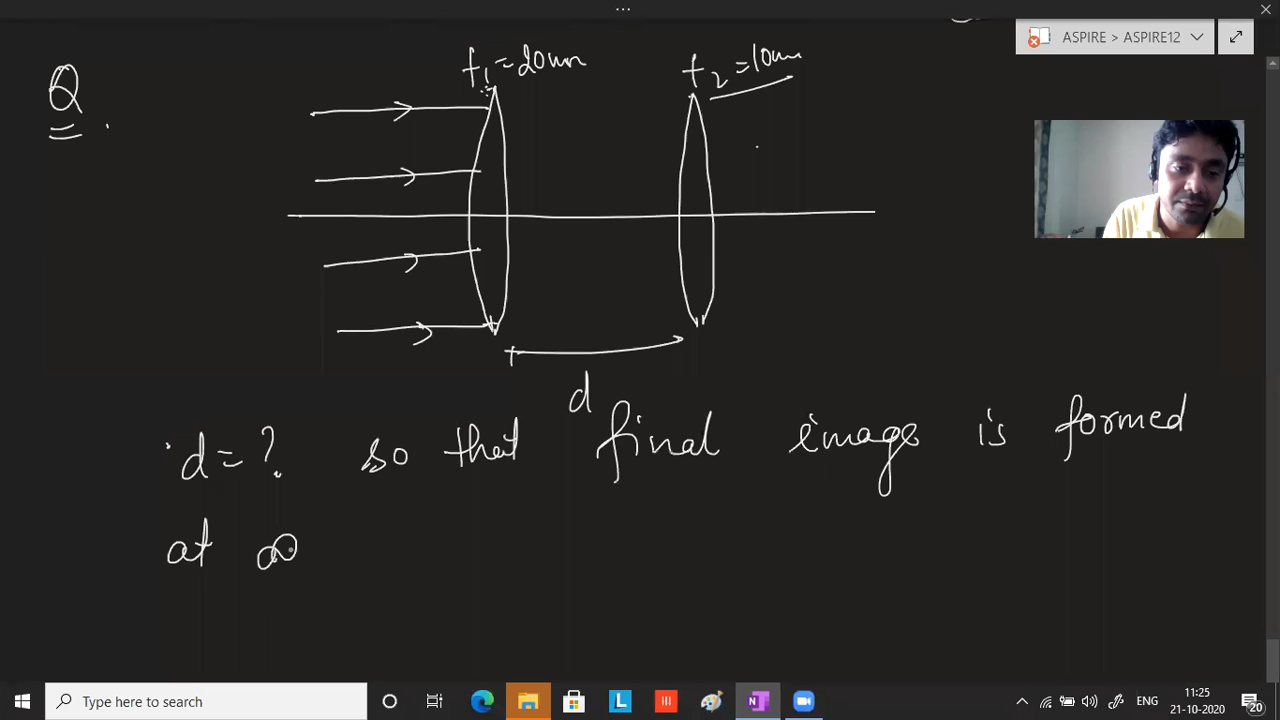 ...
ASPIRE > ASPIRE12
Q
f1 = 20cm
f2 = 10cm
d
d = ? so that final image is formed
at ∞
Type here to search
L
N
ENG
11:25
21-10-2020
20